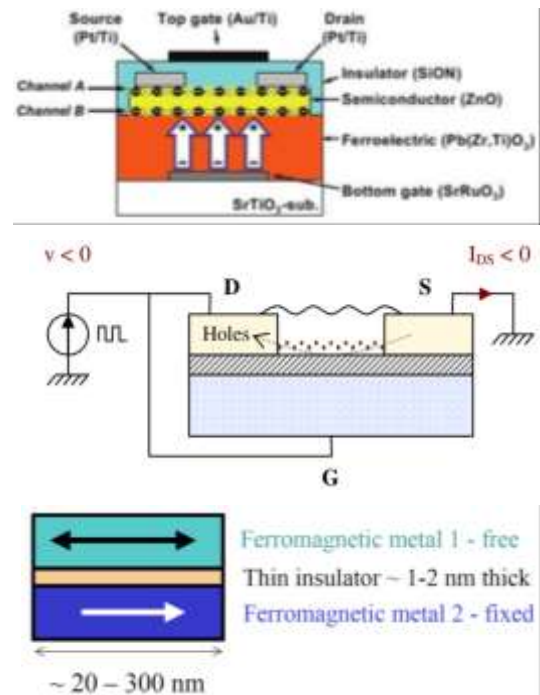 Source (Pt/Ti)
Top gate (Au/Ti)
Drain (Pt/Ti)
Channel A
Channel B
Insulator (SiON)
Semiconductor (ZnO)
Ferroelectric (Pb(Zr,Ti)O3)
Bottom gate (SrRuO3)
SrTiO3-sub.
v < 0
IDS < 0
D
S
Holes
G
Ferromagnetic metal 1 - free
Thin insulator ~ 1-2 nm thick
Ferromagnetic metal 2 - fixed
~ 20 – 300 nm